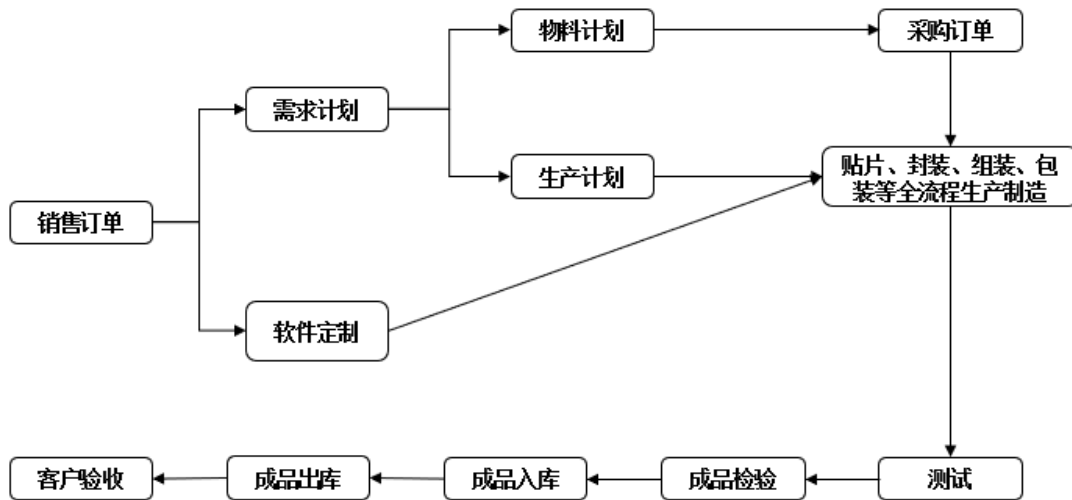 物料计划
采购订单
需求计划
生产计划
贴片、封装、组装、包
装等全流程生产制造
销售订单
软件定制
客户验收
成品出库
成品入库
成品检验
测试